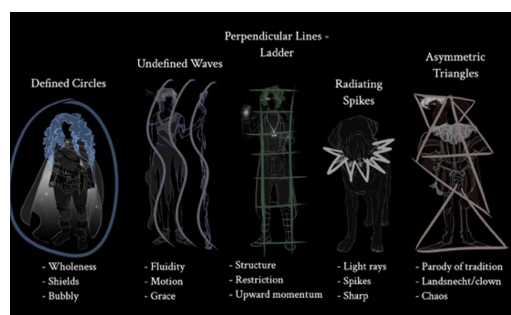 Defined Circles
- Wholeness
- Shields
- Bubbly
Undefined Waves
- Fluidity
- Motion
- Grace
Perpendicular Lines -
Ladder
- Structure
- Restriction
- Upward momentum
Radiating
Spikes
- Light rays
- Spikes
- Sharp
Asymmetric
Triangles
- Parody of tradition
- Landsnecht/clown
- Chaos